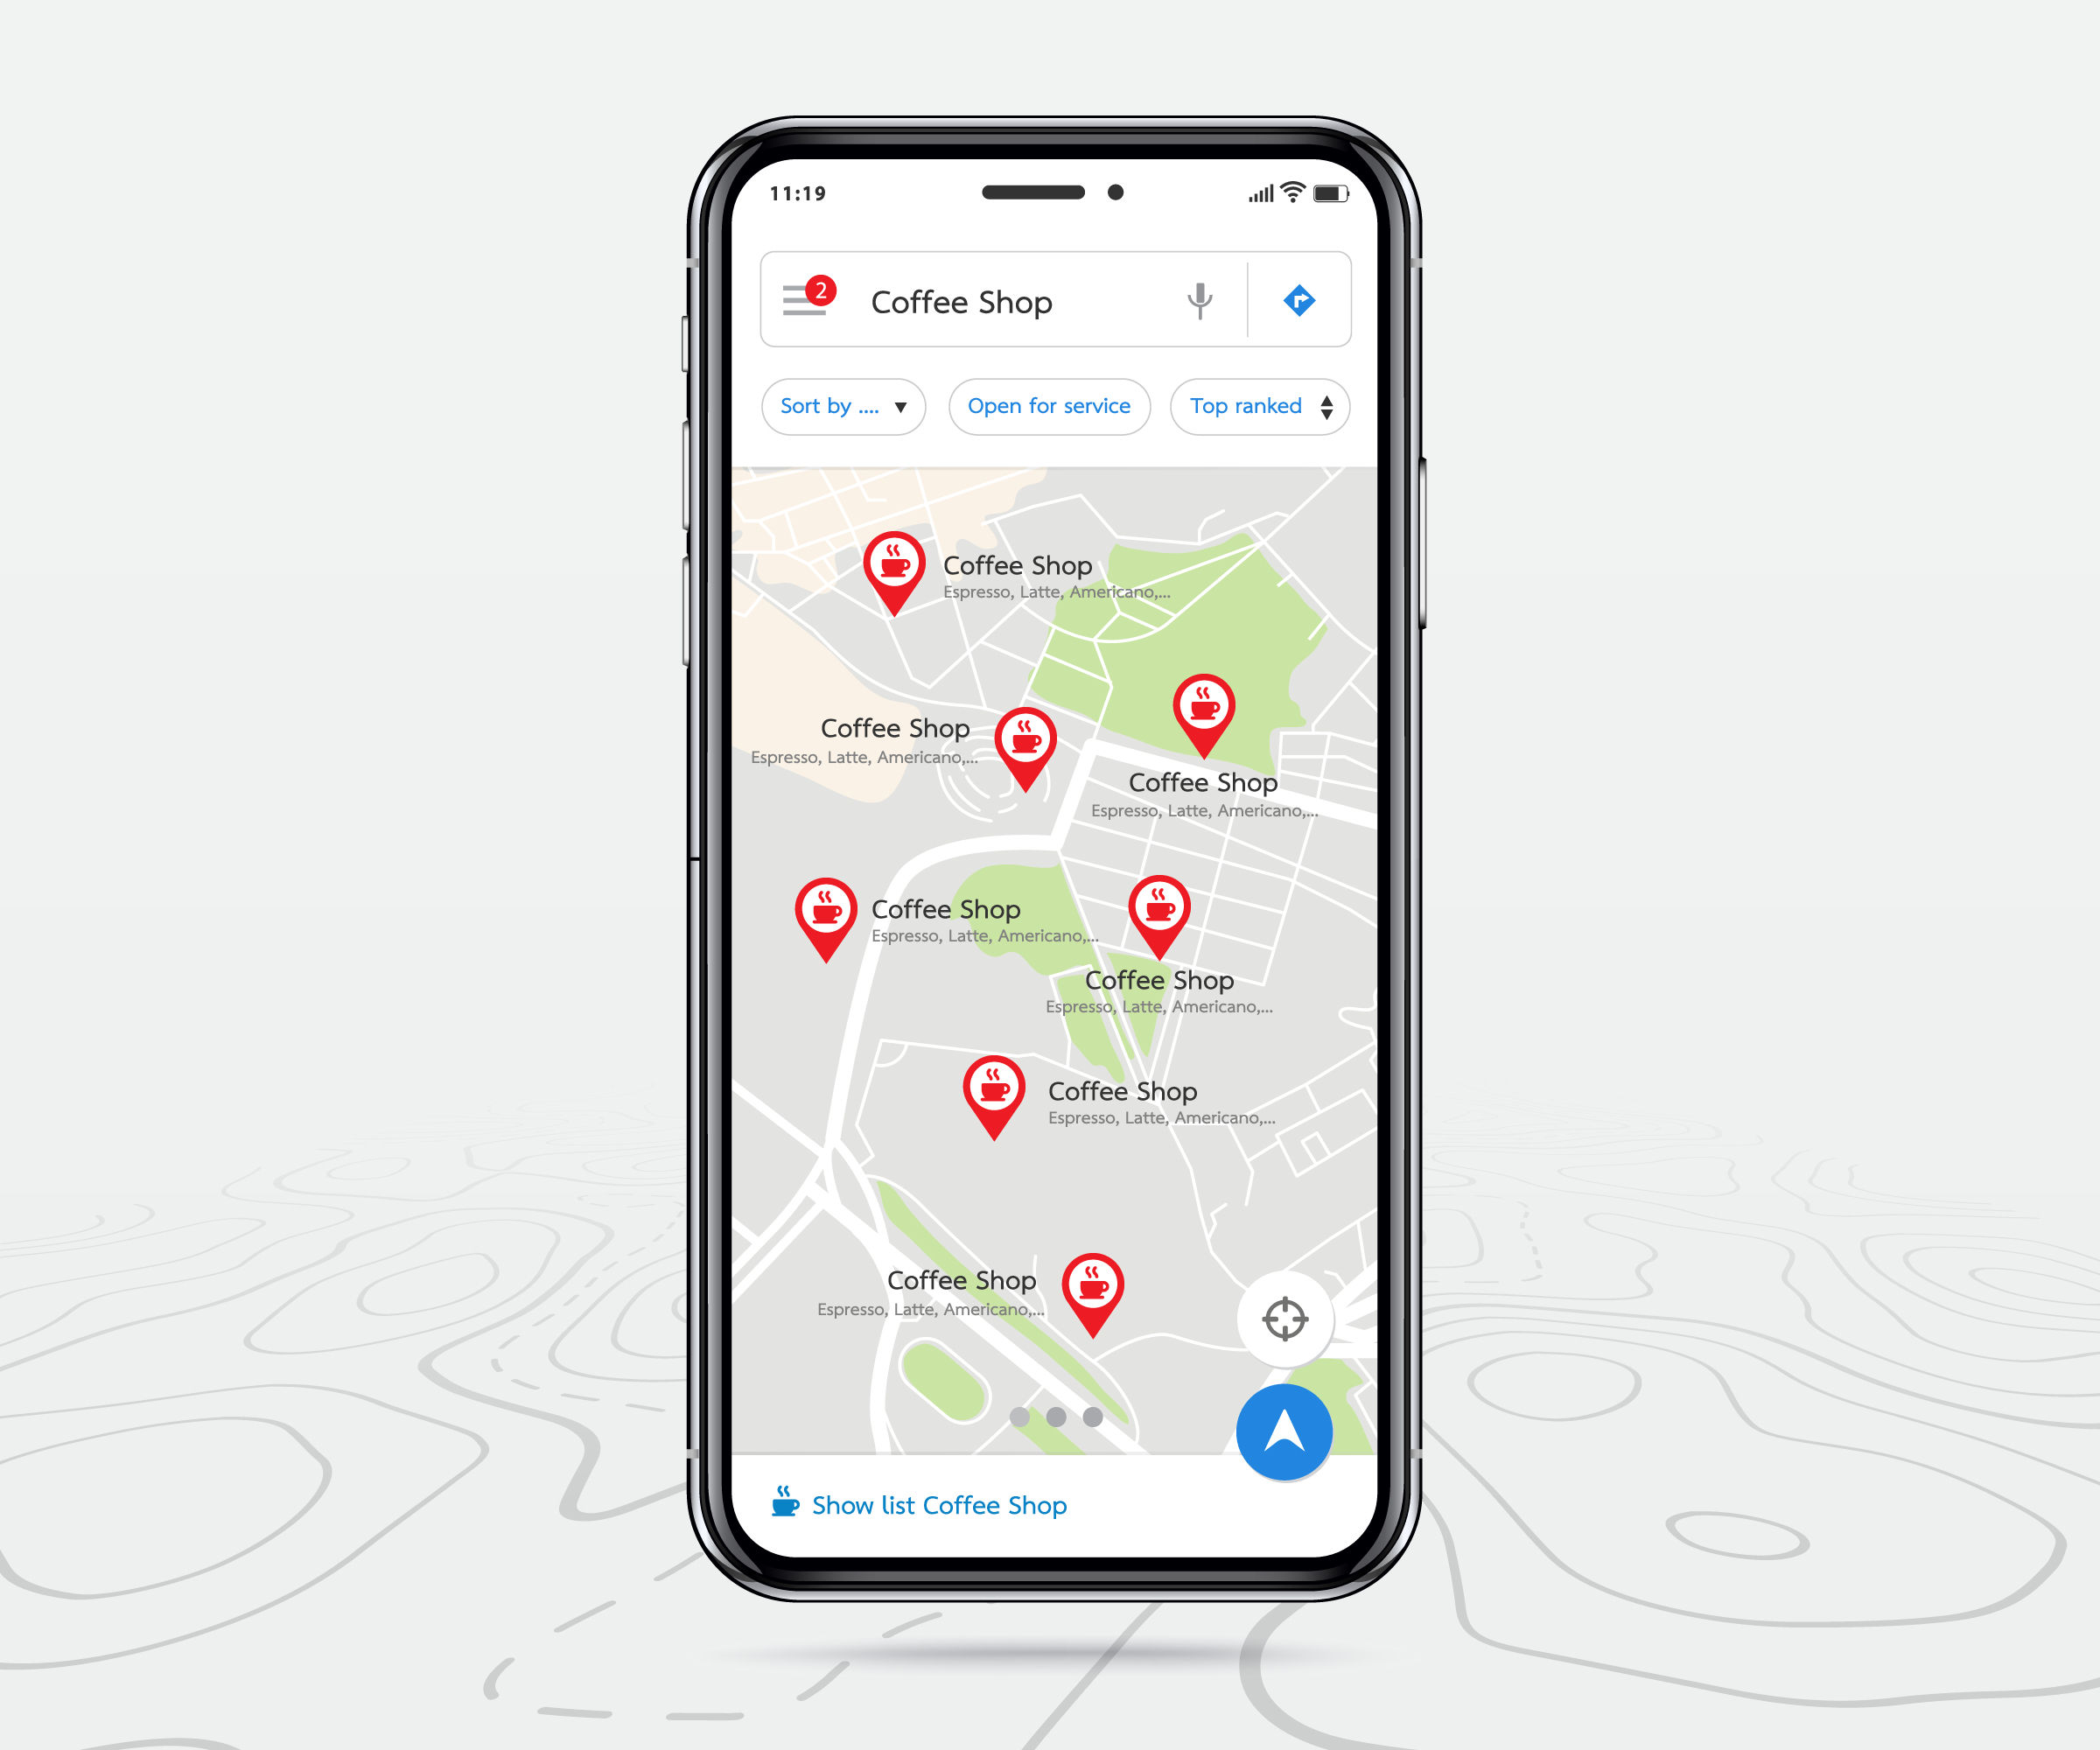 11:19
2
Coffee Shop
Sort by ....
Open for service
Top ranked
Coffee Shop
Espresso, Latte, Americano,...
Coffee Shop
Espresso, Latte, Americano,...
Coffee Shop
Espresso, Latte, Americano,...
Coffee Shop
Espresso, Latte, Americano,...
Coffee Shop
Espresso, Latte, Americano,...
Coffee Shop
Espresso, Latte, Americano,...
Coffee Shop
Espresso, Latte, Americano,...
Show list Coffee Shop